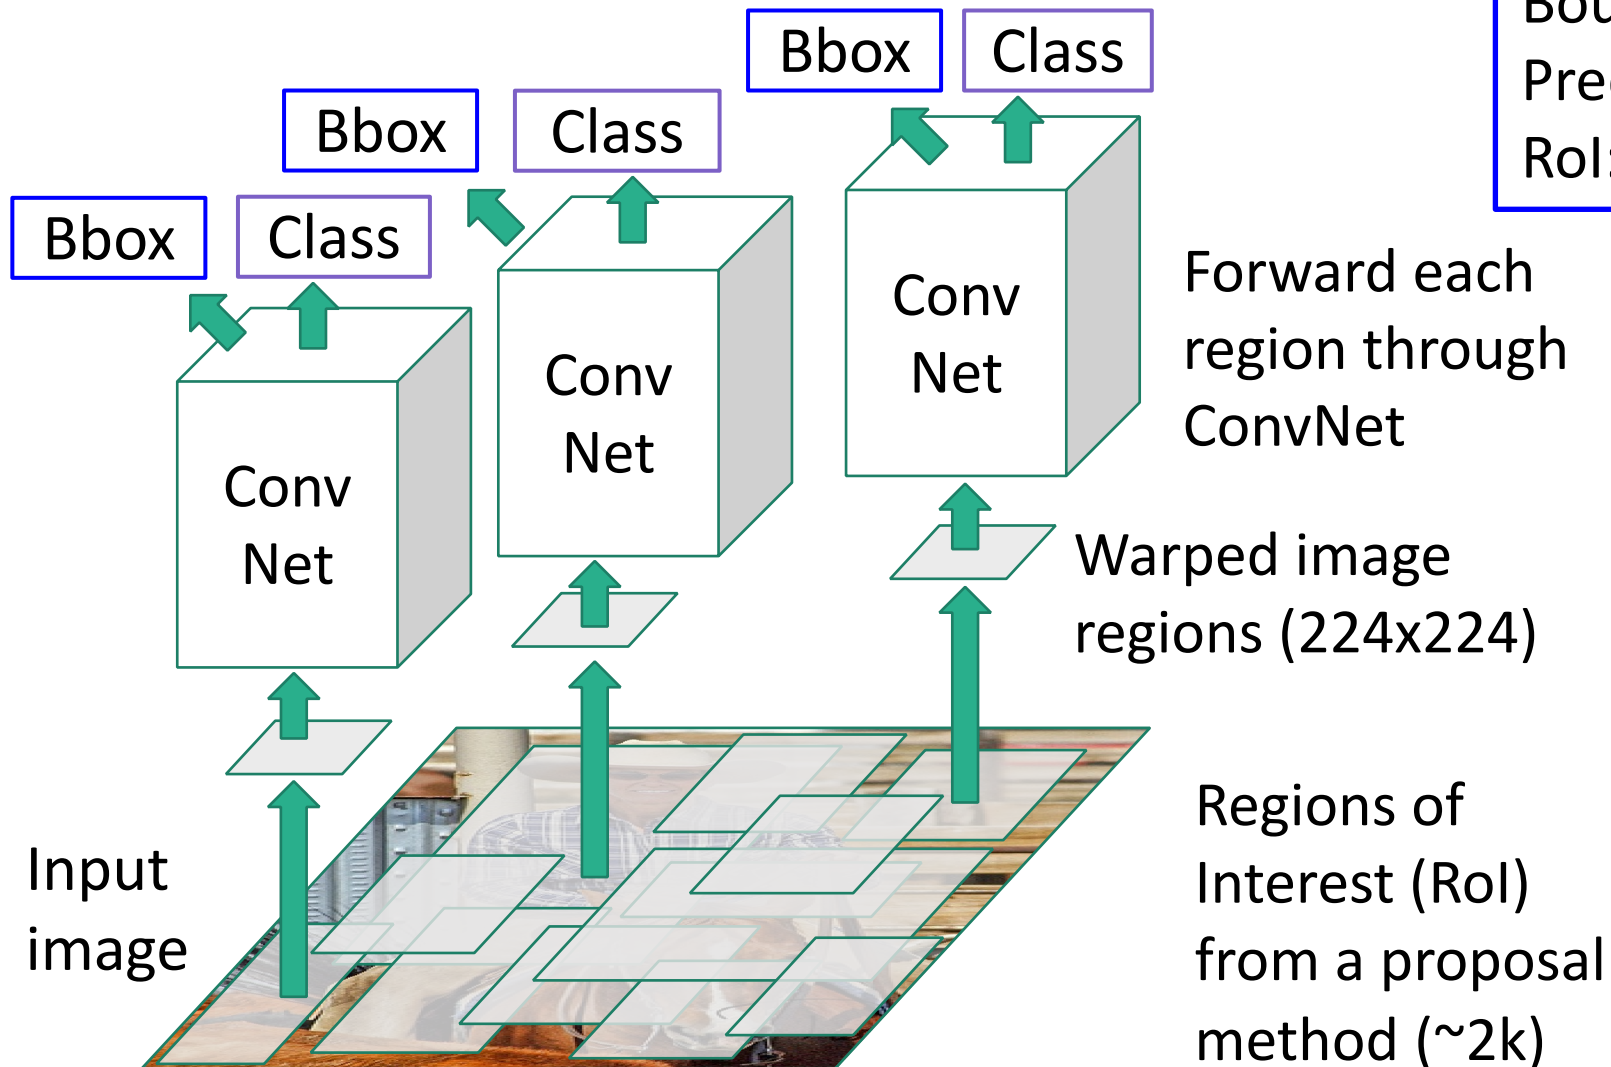 Bbox Class
Bbox Class
Bbox Class
Conv
Net
Conv
Net
Conv
Net
Forward each
region through
ConvNet
Warped image
regions (224x224)
Input
image
Regions of
Interest (RoI)
from a proposal
method (~2k)